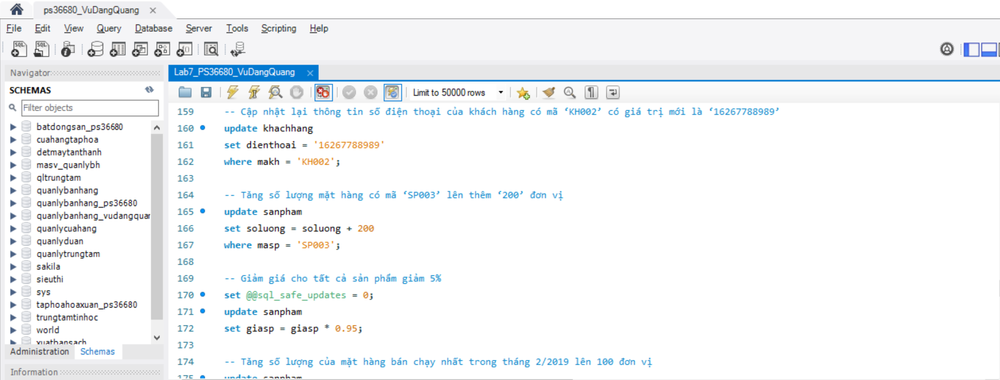 ps36680_VuDangQuang
File Edit View Query Database Server Tools Scripting Help
Navigator
Lab7_PS36680_VuDangQuang
SCHEMAS
Filter objects
batdongsan_ps36680
cuahangtaphoa
detmaytanthanh
masv_quanlybh
qltrungtam
quanlybanhang
quanlybanhang_ps36680
quanlybanhang_vudangquar
quanlycuahang
quanlyduan
quanlytrungtam
sakila
sieuthi
sys
taphoahoaxuan_ps36680
trungtamtinhoc
world
xuatbansach
Administration Schemas
Information
Limit to 50000 rows
159 -- Cập nhật lại thông tin số điện thoại của khách hàng có mã ‘KH002’ có giá trị mới là ‘16267788989’
160 update khachhang
161 set dienthoai = '16267788989'
162 where makh = 'KH002';
163
164 -- Tăng số lượng mặt hàng có mã ‘SP003’ lên thêm ‘200’ đơn vị
165 update sanpham
166 set soluong = soluong + 200
167 where masp = 'SP003';
168
169 -- Giảm giá cho tất cả sản phẩm giảm 5%
170 set @@sql_safe_updates = 0;
171 update sanpham
172 set giasp = giasp * 0.95;
173
174 -- Tăng số lượng của mặt hàng bán chạy nhất trong tháng 2/2019 lên 100 đơn vị
175 update sanpham